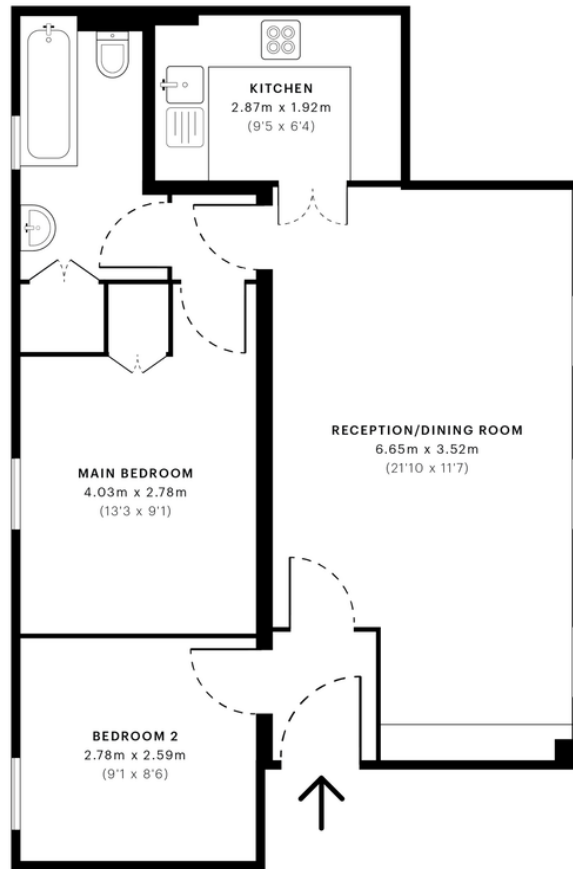 KITCHEN
2.87m x 1.92m
(9'5 x 6'4)
RECEPTION/DINING ROOM
6.65m x 3.52m
(21'10 x 11'7)
MAIN BEDROOM
4.03m x 2.78m
(13'3 x 9'1)
BEDROOM 2
2.78m x 2.59m
(9'1 x 8'6)